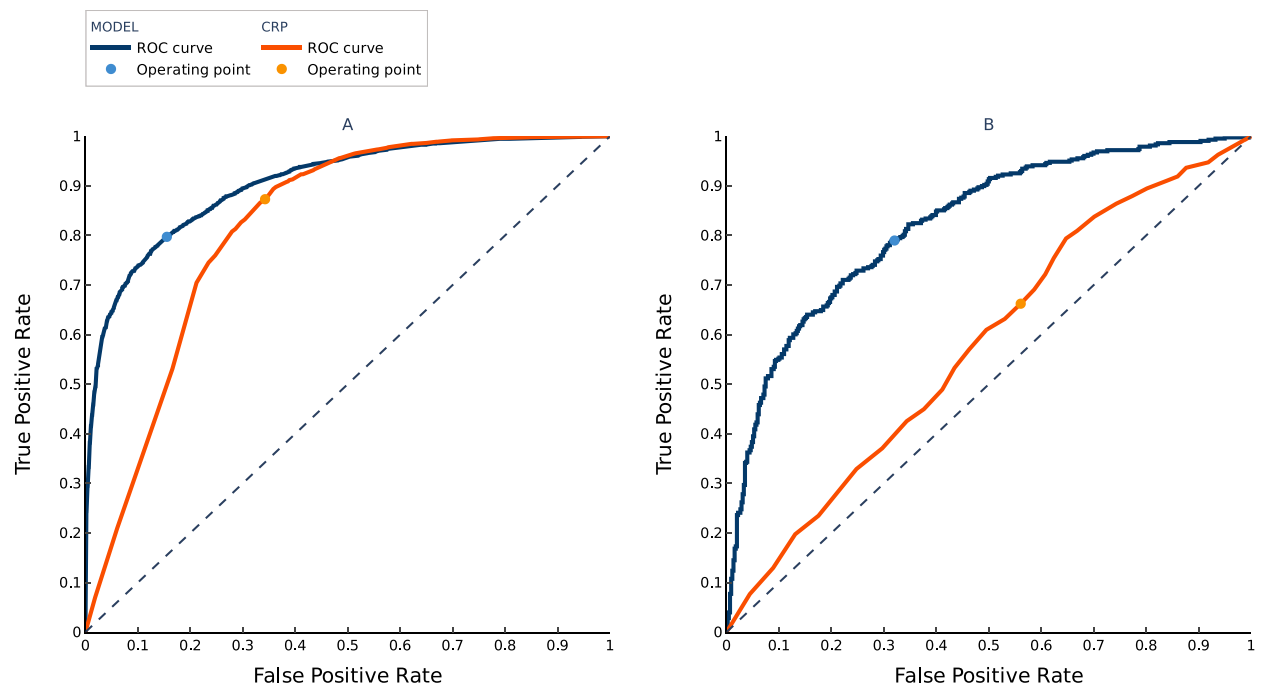 MODEL CRP
ROC curve ROC curve
Operating point Operating point
A
1
0.9
0.8
0.7
0.6
0.5
0.4
0.3
0.2
0.1
0
True Positive Rate
0 0.1 0.2 0.3 0.4 0.5 0.6 0.7 0.8 0.9 1
False Positive Rate
B
1
0.9
0.8
0.7
0.6
0.5
0.4
0.3
0.2
0.1
0
True Positive Rate
0 0.1 0.2 0.3 0.4 0.5 0.6 0.7 0.8 0.9 1
False Positive Rate